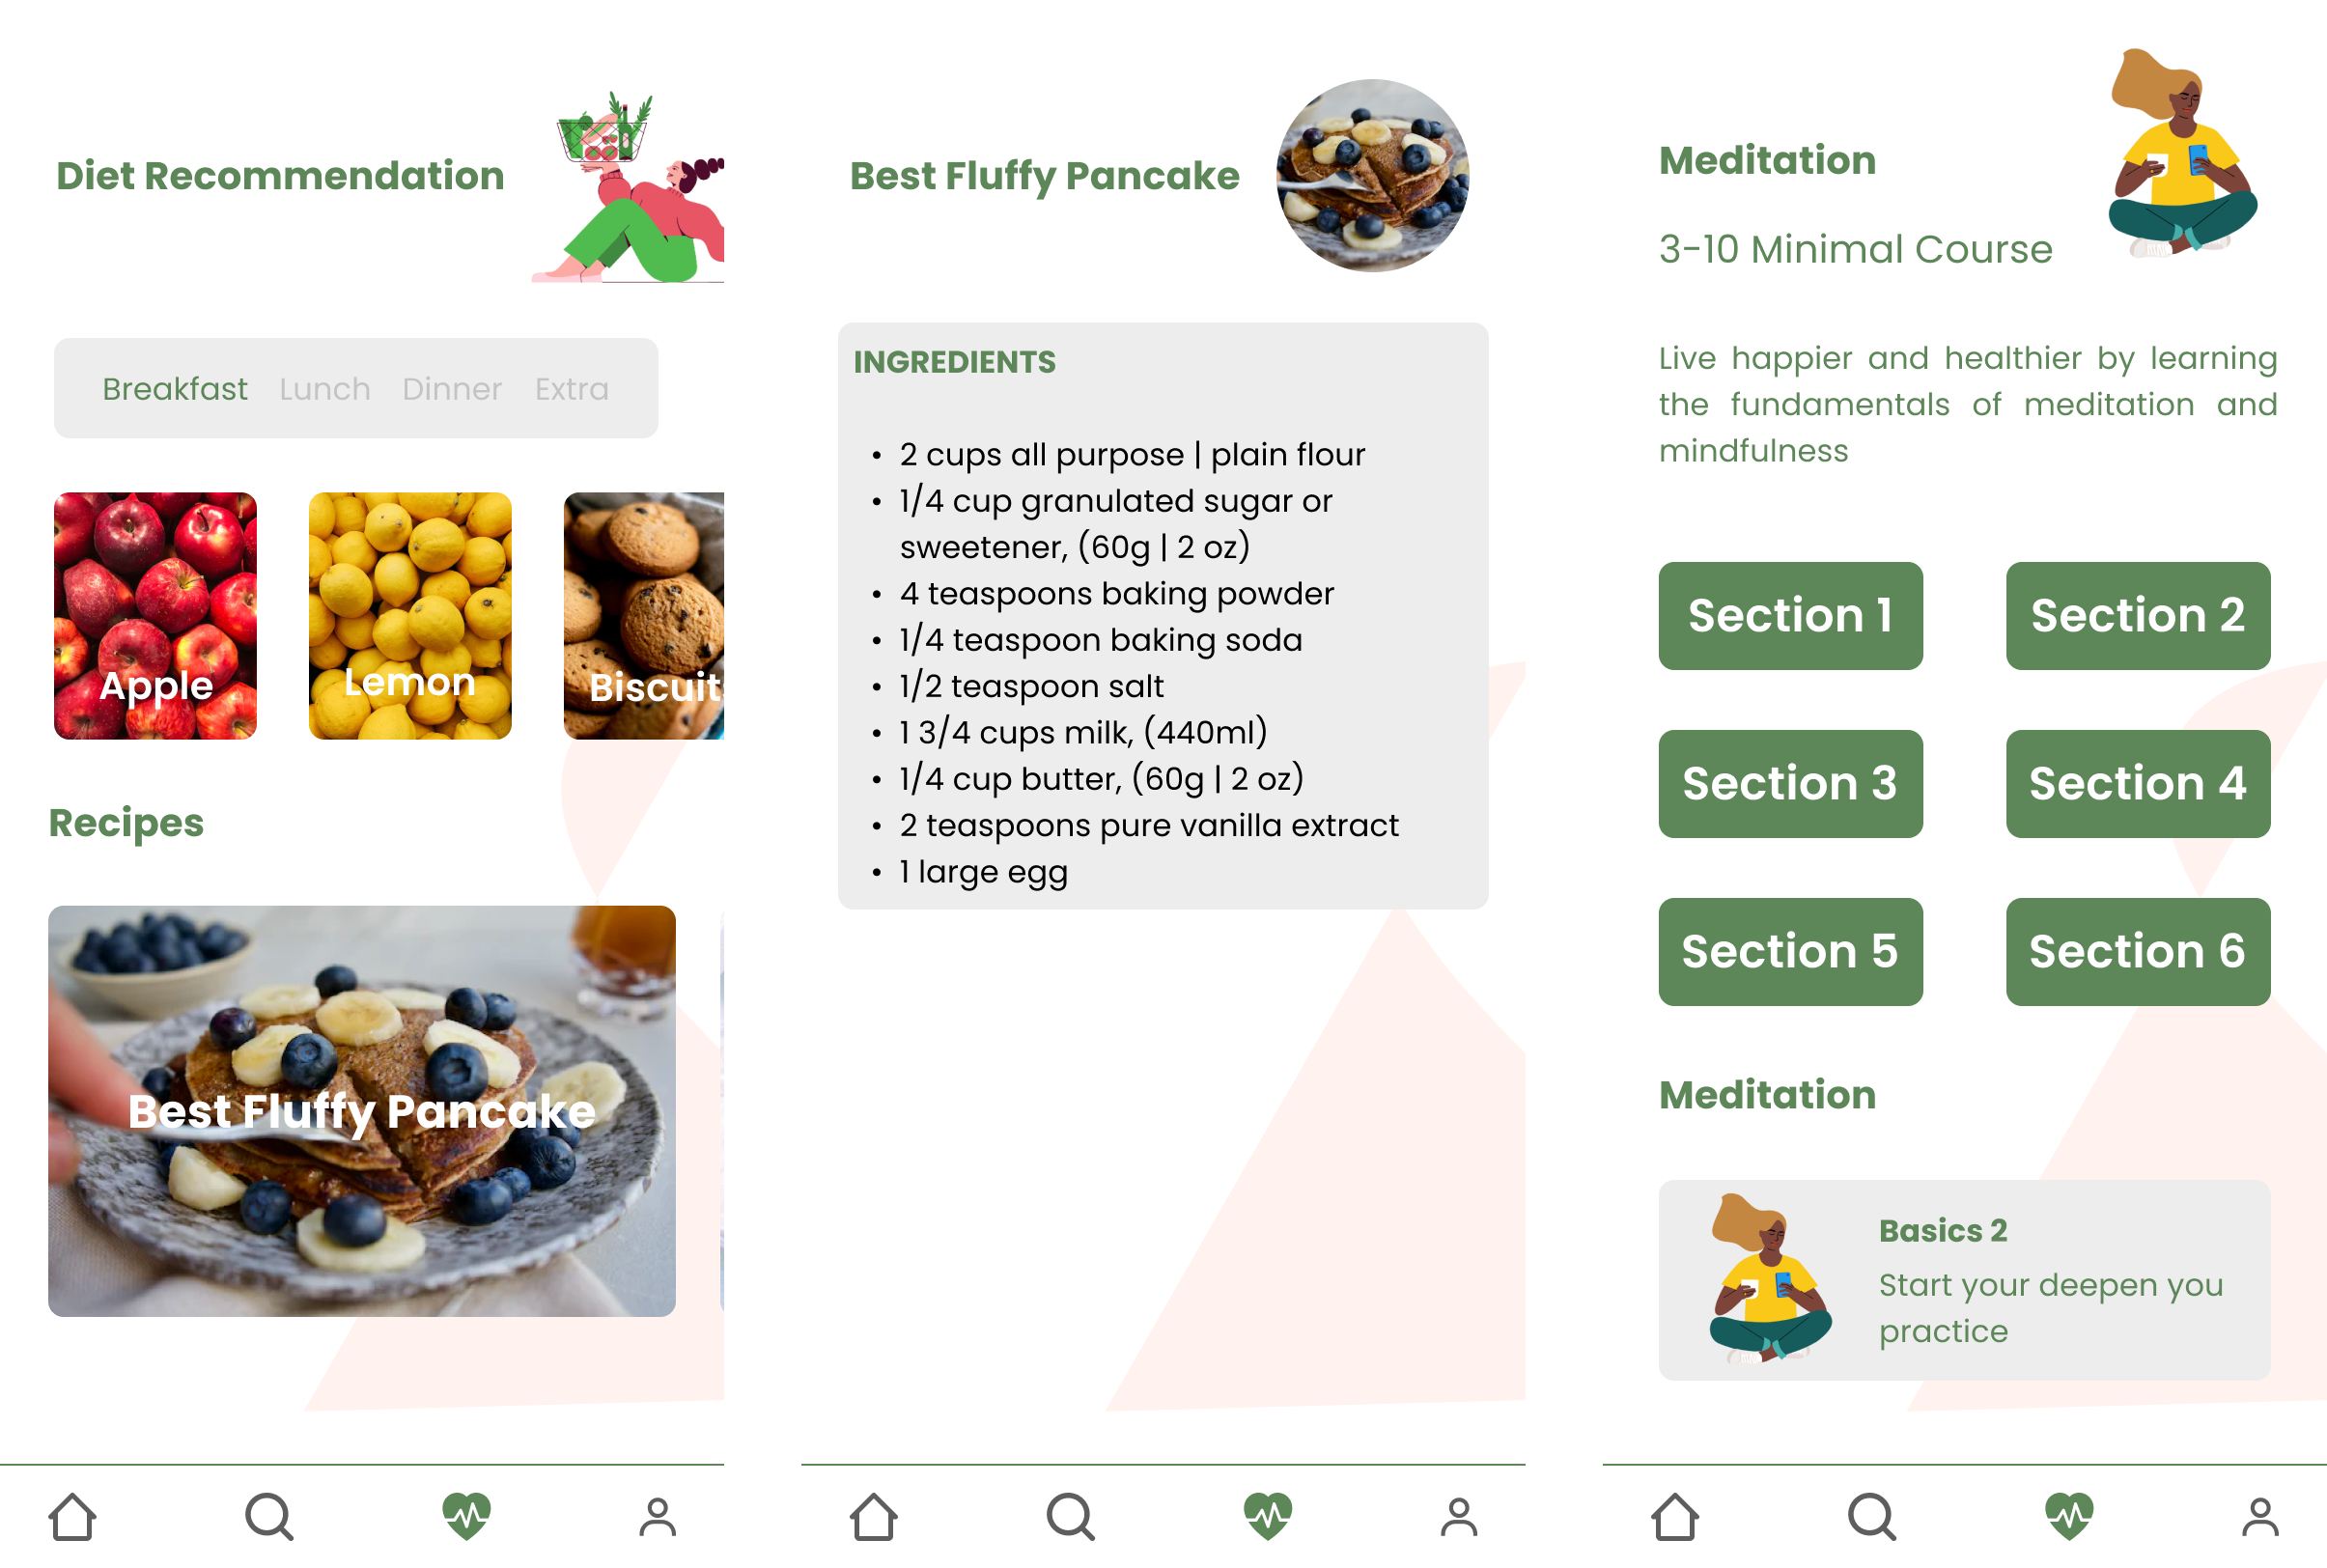 Diet Recommendation
Breakfast Lunch Dinner Extra
Apple
Lemon
Biscuit
Recipes
Best Fluffy Pancake
Best Fluffy Pancake
INGREDIENTS
• 2 cups all purpose | plain flour
• 1/4 cup granulated sugar or
sweetener, (60g | 2 oz)
• 4 teaspoons baking powder
• 1/4 teaspoon baking soda
• 1/2 teaspoon salt
• 1 3/4 cups milk, (440ml)
• 1/4 cup butter, (60g | 2 oz)
• 2 teaspoons pure vanilla extract
• 1 large egg
Meditation
3-10 Minimal Course
Live happier and healthier by learning
the fundamentals of meditation and
mindfulness
Section 1
Section 2
Section 3
Section 4
Section 5
Section 6
Meditation
Basics 2
Start your deepen you
practice